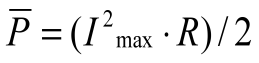 P̅ = (I²ₘₐₓ · R) / 2